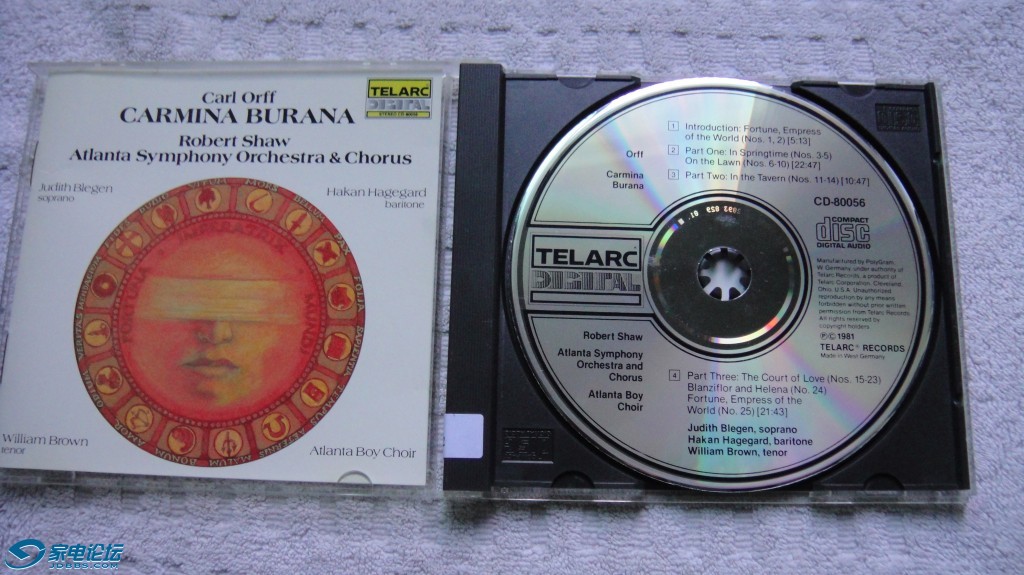 Carl Orff
CARMINA BURANA
Robert Shaw
Atlanta Symphony Orchestra & Chorus
TELARC
DIGITAL
Judith Blegen
soprano
Hakan Hagegard
baritone
William Brown
tenor
Atlanta Boy Choir
1 Introduction: Fortune, Empress
of the World (Nos. 1, 2) [5:13]
2 Part One: In Springtime (Nos. 3-5)
On the Lawn (Nos. 6-10) [22:47]
3 Part Two: In the Tavern (Nos. 11-14) [10:47]
Orff
Carmina
Burana
CD-80056
COMPACT
disc
DIGITAL AUDIO
TELARC
DIGITAL
Manufactured by PolyGram,
W. Germany under authority of
Telarc Records, a product of
Telarc Corporation, Cleveland,
Ohio, U.S.A. Unauthorized
reproduction by any means
forbidden without prior written
permission from Telarc Records
All rights reserved by
copyright holders
℗© 1981
TELARC® RECORDS
Made in West Germany
Robert Shaw
Atlanta Symphony
Orchestra and
Chorus
Atlanta Boy
Choir
4 Part Three: The Court of Love (Nos. 15-23)
Blanziflor and Helena (No. 24)
Fortune, Empress of the
World (No. 25) [21:43]
Judith Blegen, soprano
Hakan Hagegard, baritone
William Brown, tenor
家电论坛
JDBBS.COM